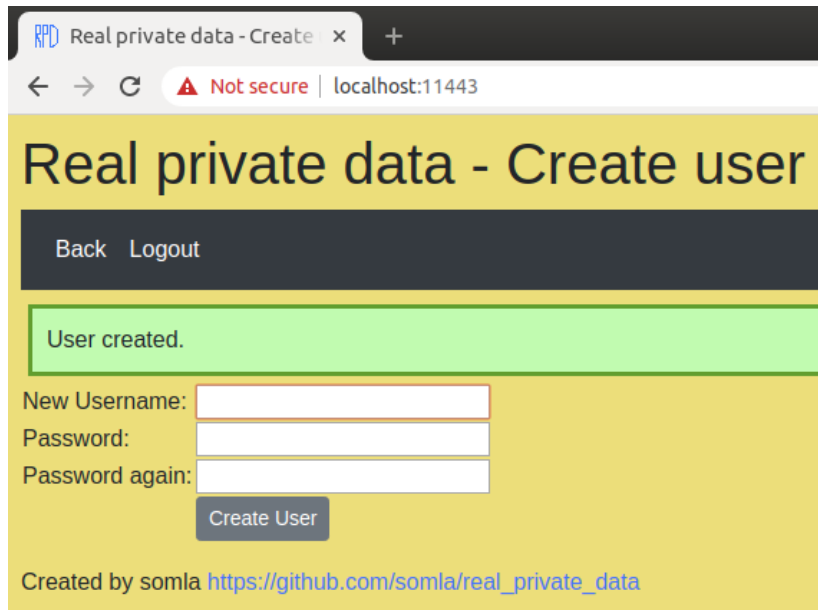 RPD Real private data - Create
Not secure | localhost:11443
Real private data - Create user
Back Logout
User created.
New Username:
Password:
Password again:
Create User
Created by somla https://github.com/somla/real_private_data